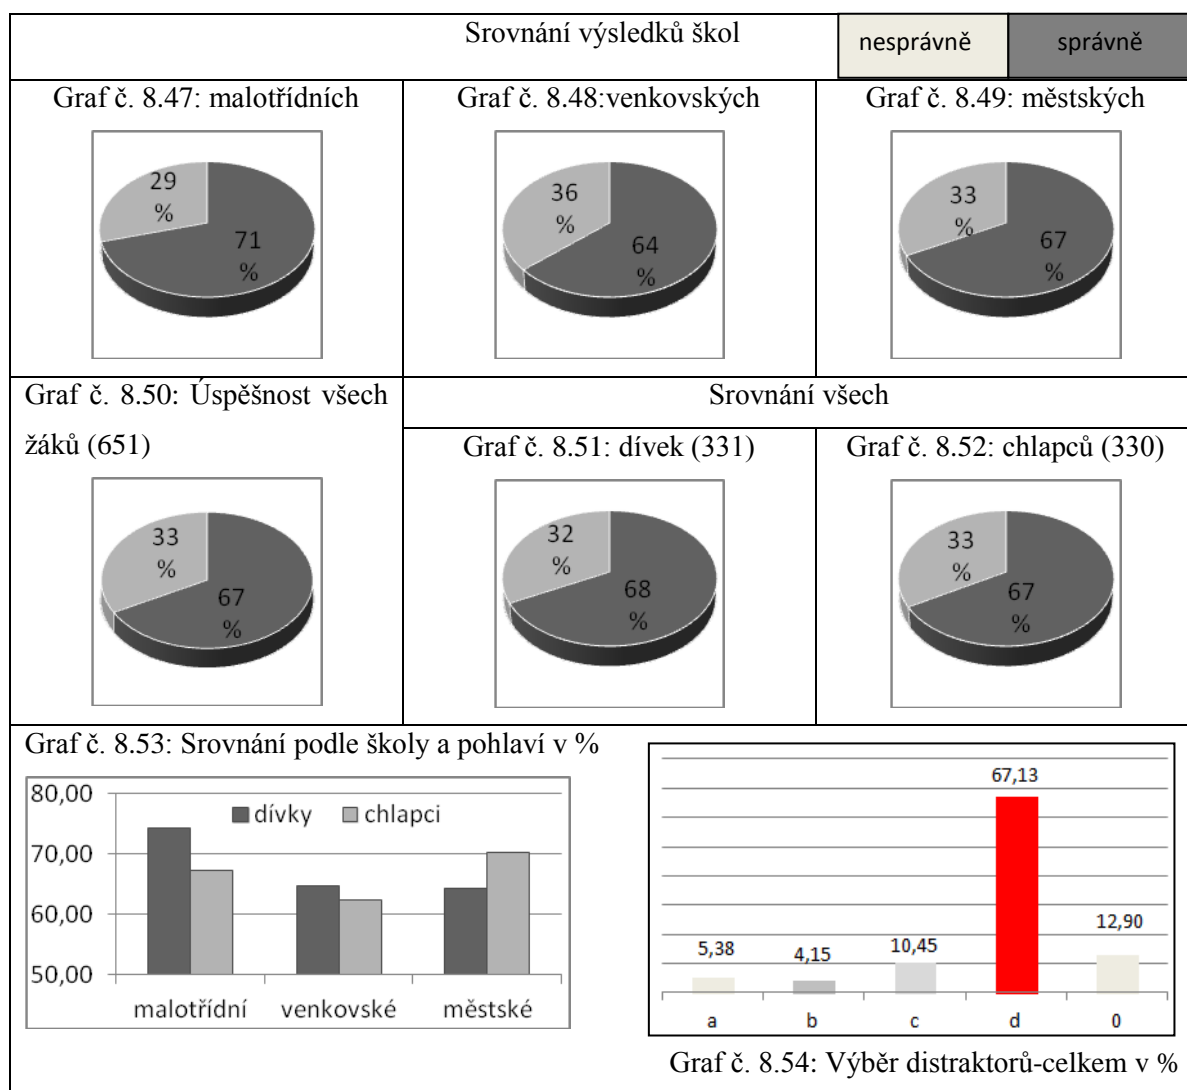 Srovnání výsledků škol
nesprávně
správně
Graf č. 8.47: malotřídních
Graf č. 8.48:venkovských
Graf č. 8.49: městských
29 %
71 %
36 %
64 %
33 %
67 %
Graf č. 8.50: Úspěšnost všech
žáků (651)
Srovnání všech
Graf č. 8.51: dívek (331)
Graf č. 8.52: chlapců (330)
33 %
67 %
32 %
68 %
33 %
67 %
Graf č. 8.53: Srovnání podle školy a pohlaví v %
80,00
70,00
60,00
50,00
dívky
chlapci
malotřídní
venkovské
městské
5,38
4,15
10,45
67,13
12,90
a
b
c
d
0
Graf č. 8.54: Výběr distraktorů-celkem v %